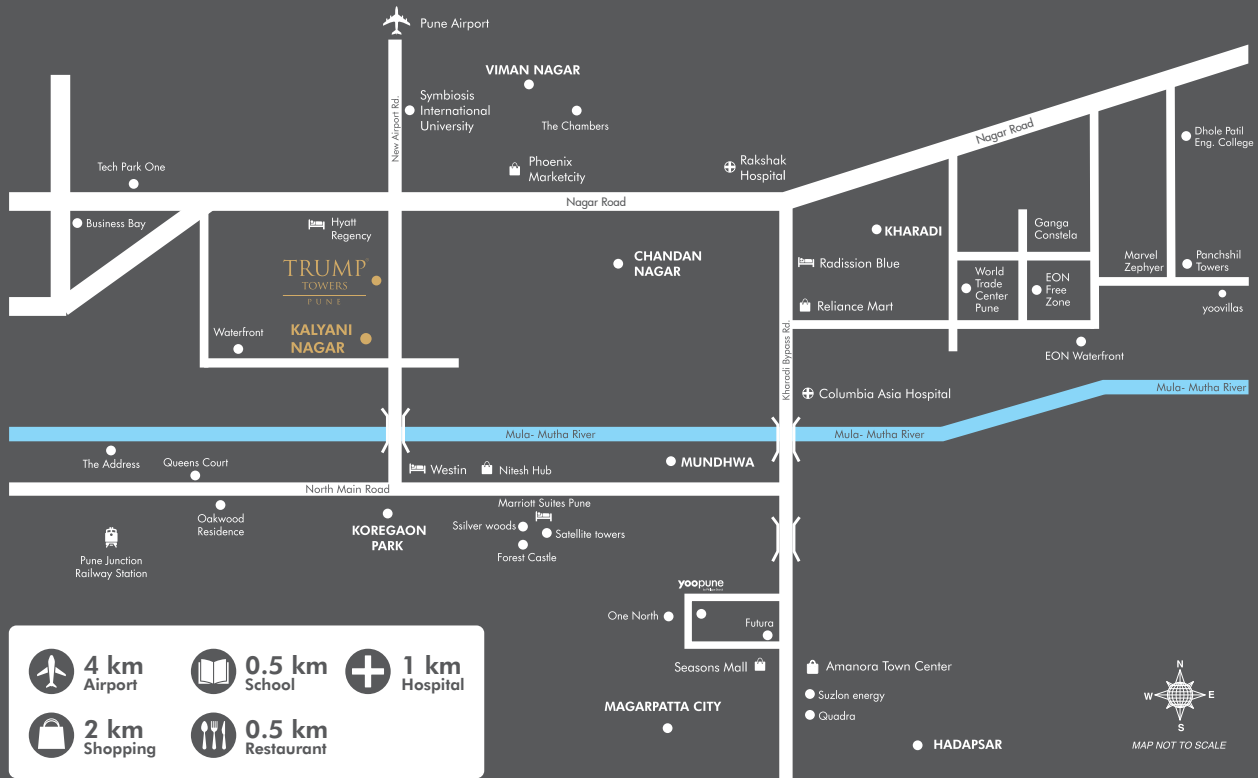 Pune Airport
VIMAN NAGAR
Symbiosis
International
University
New Airport Rd.
The Chambers
Phoenix
Marketcity
Rakshak
Hospital
Nagar Road
Dhole Patil
Eng. College
Tech Park One
Nagar Road
Business Bay
Hyatt
Regency
TRUMP
TOWERS
PUNE
KALYANI
NAGAR
Waterfront
CHANDAN
NAGAR
KHARADI
Radission Blue
Reliance Mart
Kharadi Bypass Rd.
Ganga
Constela
World
Trade
Center
Pune
EON
Free
Zone
Marvel
Zephyer
Panchshil
Towers
yoovillas
EON Waterfront
Columbia Asia Hospital
Mula- Mutha River
Mula- Mutha River
Mula- Mutha River
The Address
Queens Court
Westin
Nitesh Hub
MUNDHWA
North Main Road
Oakwood
Residence
KOREGAON
PARK
Marriott Suites Pune
Ssilver woods
Satellite towers
Forest Castle
Pune Junction
Railway Station
yoopune
One North
Futura
Seasons Mall
Amanora Town Center
Suzlon energy
Quadra
MAGARPATTA CITY
HADAPSAR
4 km
Airport
0.5 km
School
1 km
Hospital
2 km
Shopping
0.5 km
Restaurant
N
W
E
S
MAP NOT TO SCALE